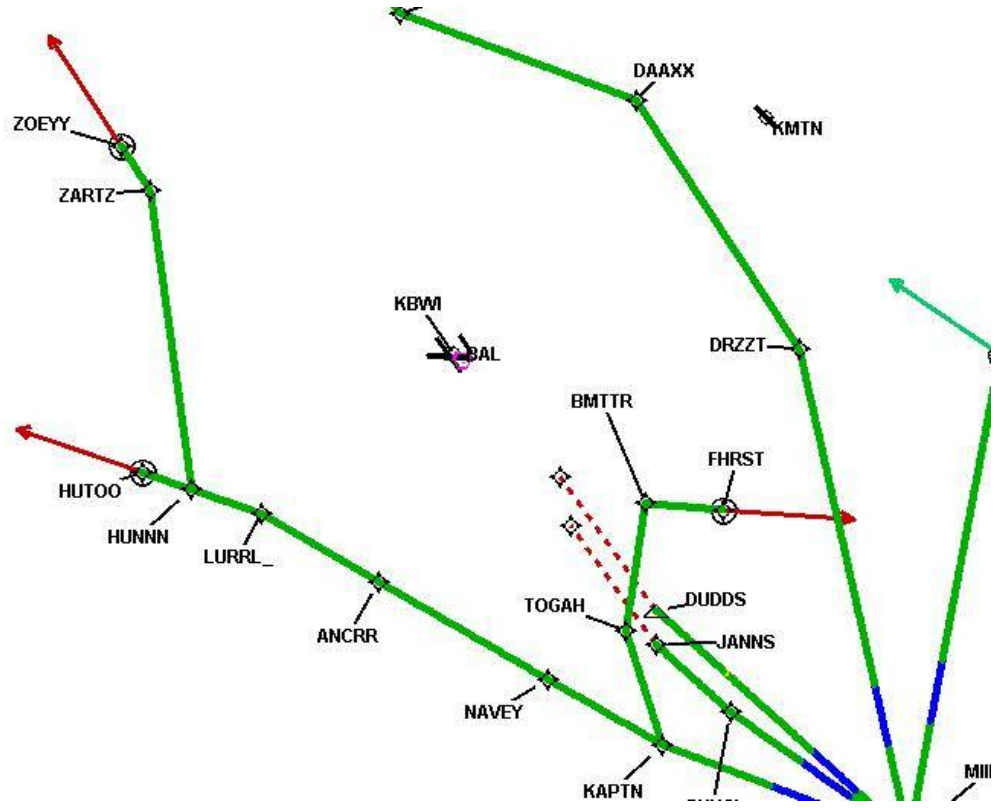 DAAXX
KMTN
ZOEYY
ZARTZ
KBWI
BAL
DRZZT
BMTTR
FHRST
HUTOO
HUNNN
LURRL_
ANCRR
DUDDS
TOGAH
JANNS
NAVEY
KAPTN